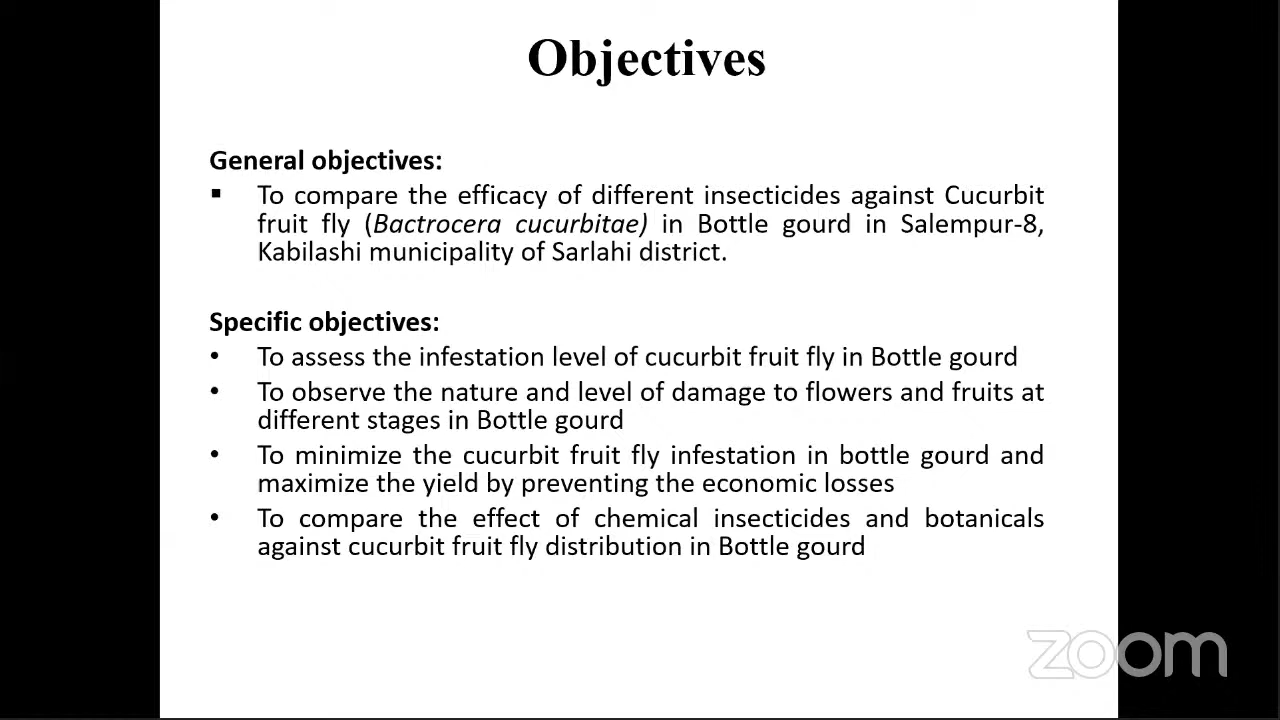 Objectives
General objectives:
▪ To compare the efficacy of different insecticides against Cucurbit
fruit fly (Bactrocera cucurbitae) in Bottle gourd in Salempur-8,
Kabilashi municipality of Sarlahi district.
Specific objectives:
• To assess the infestation level of cucurbit fruit fly in Bottle gourd
• To observe the nature and level of damage to flowers and fruits at
different stages in Bottle gourd
• To minimize the cucurbit fruit fly infestation in bottle gourd and
maximize the yield by preventing the economic losses
• To compare the effect of chemical insecticides and botanicals
against cucurbit fruit fly distribution in Bottle gourd
zoom